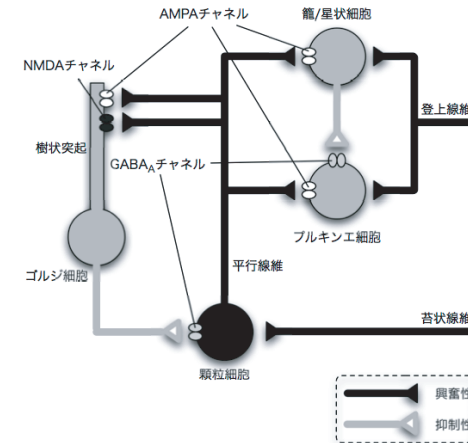 AMPAチャネル
籠/星状細胞
NMDAチャネル
登上線維
樹状突起
GABAAチャネル
プルキンエ細胞
平行線維
ゴルジ細胞
苔状線維
顆粒細胞
興奮性
抑制性